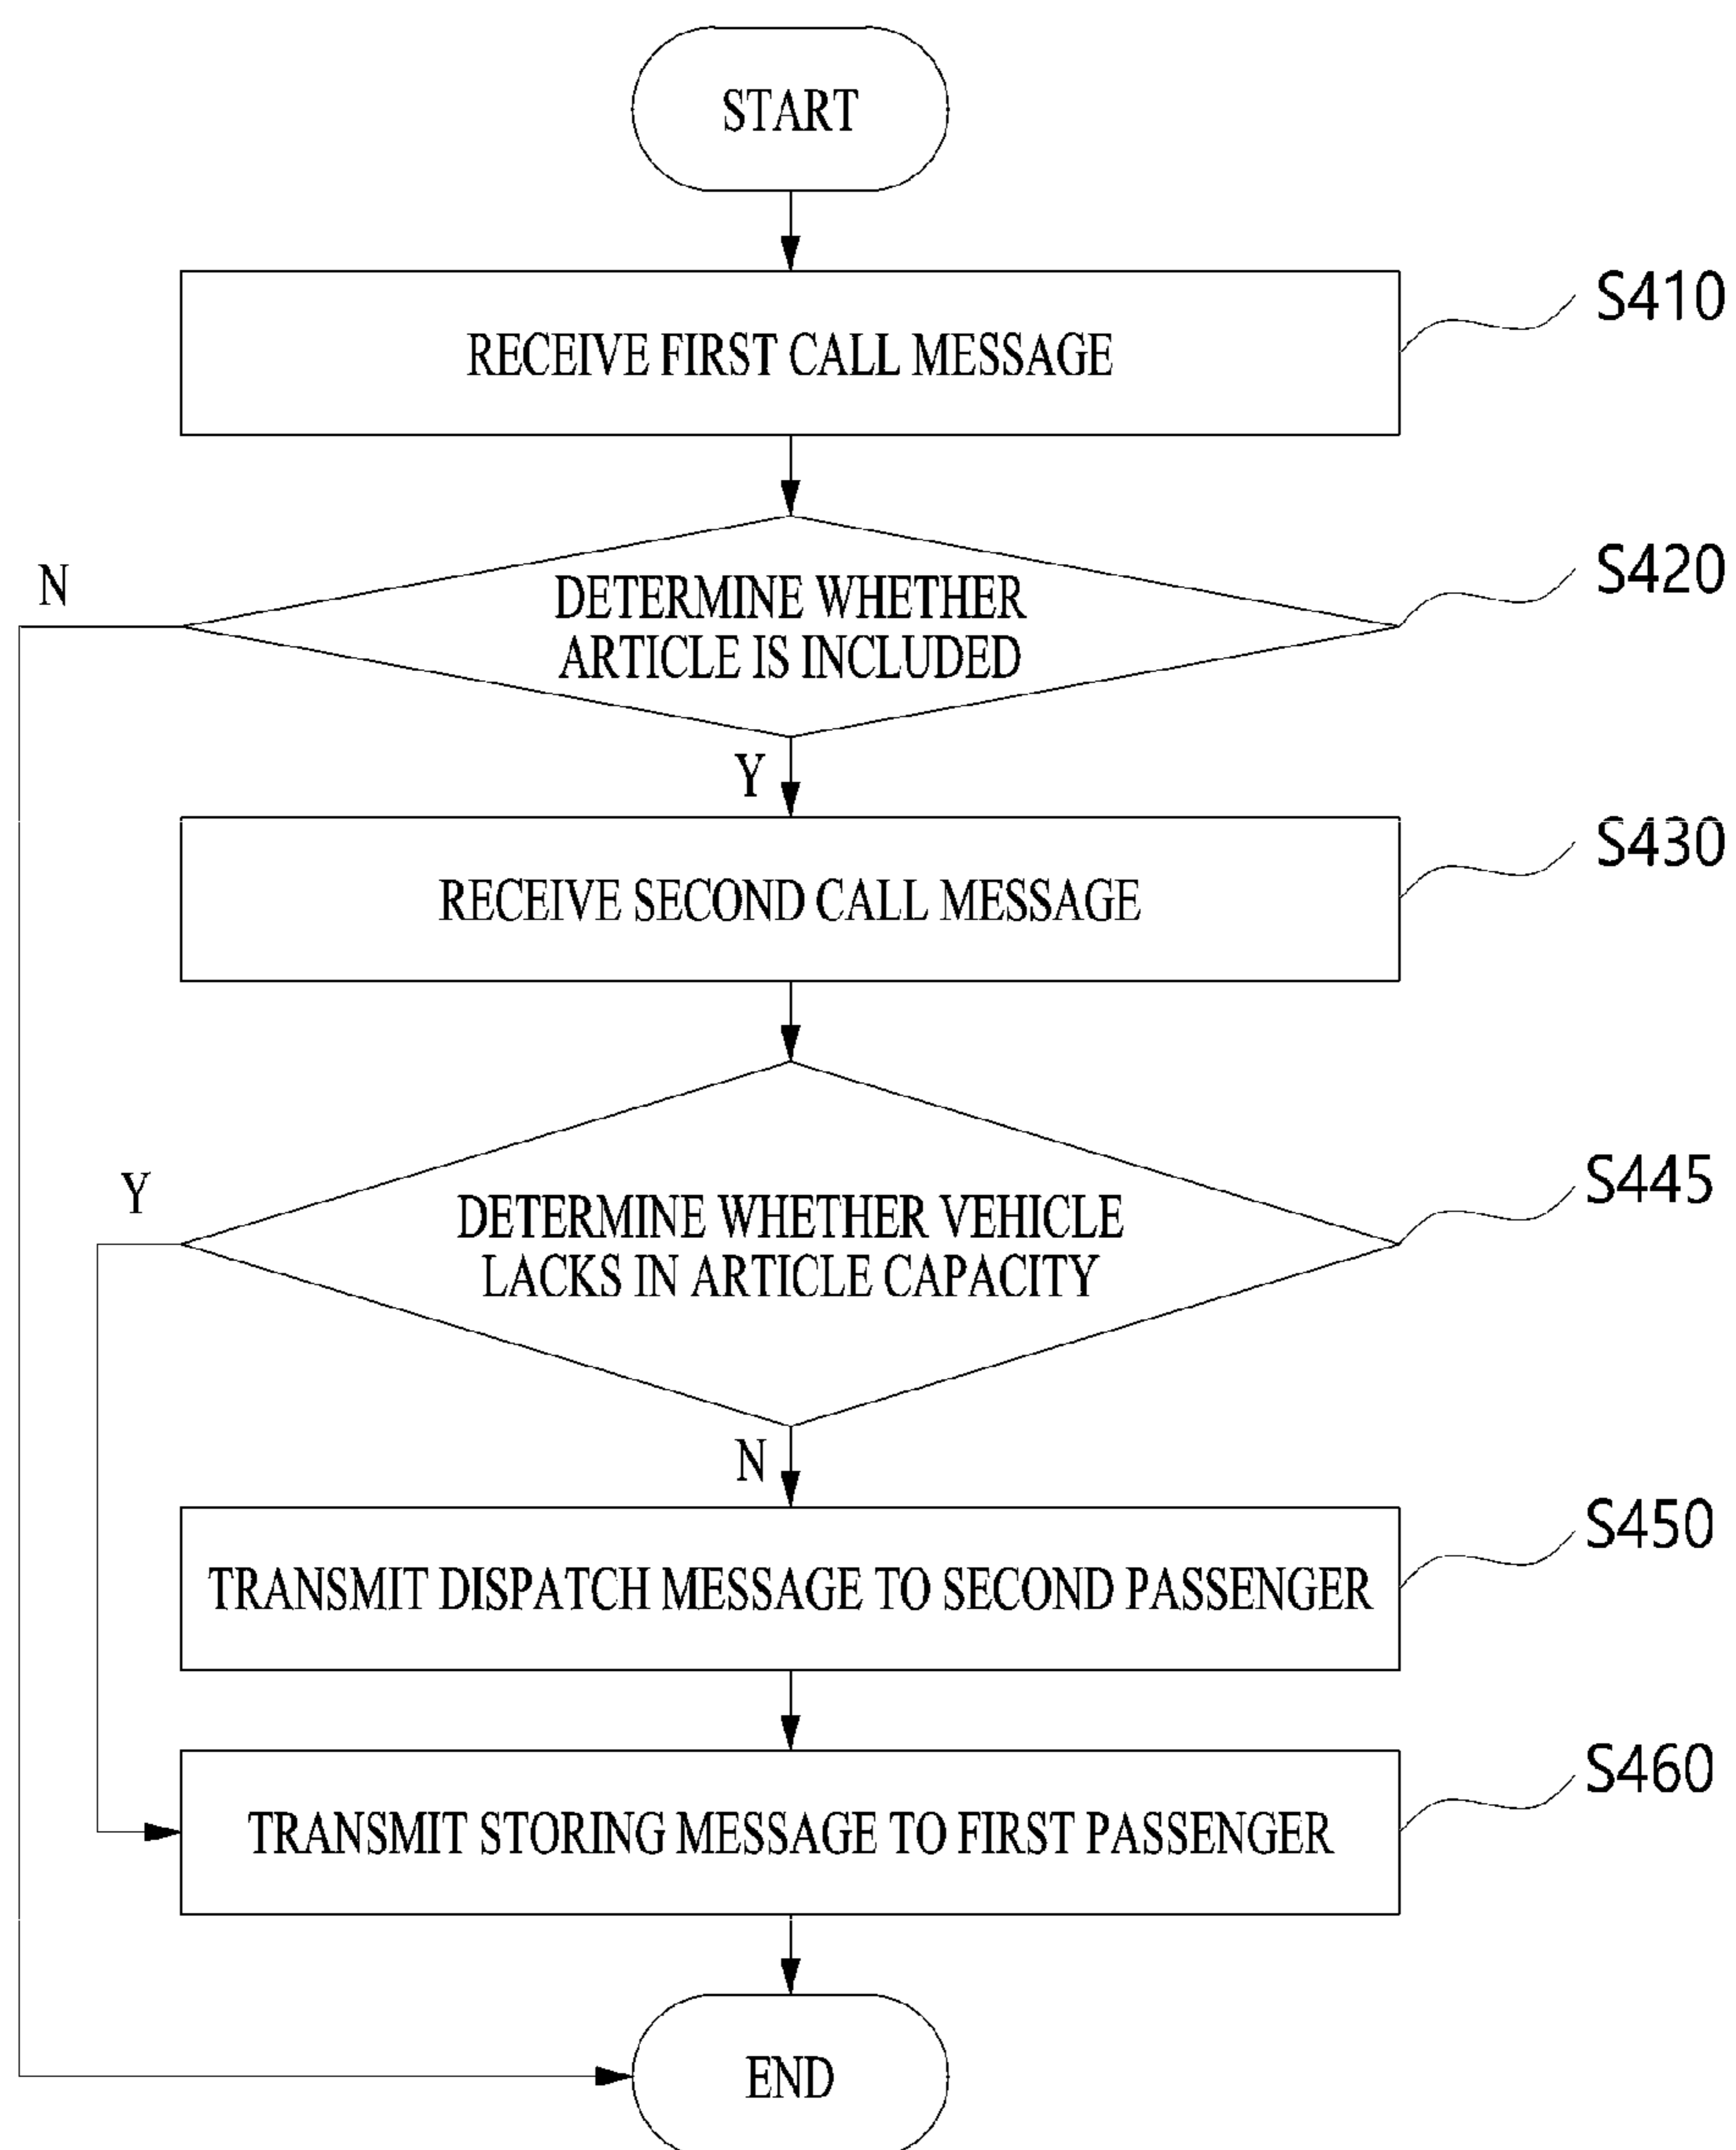 START
RECEIVE FIRST CALL MESSAGE
S410
N
DETERMINE WHETHER
ARTICLE IS INCLUDED
S420
Y
RECEIVE SECOND CALL MESSAGE
S430
Y
DETERMINE WHETHER VEHICLE
LACKS IN ARTICLE CAPACITY
S445
N
TRANSMIT DISPATCH MESSAGE TO SECOND PASSENGER
S450
TRANSMIT STORING MESSAGE TO FIRST PASSENGER
S460
END